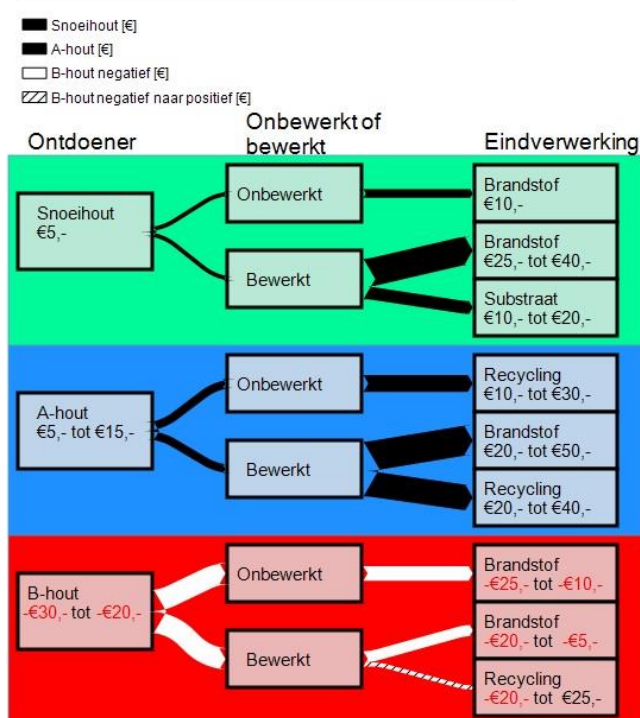 Snoeihout [€]
A-hout [€]
B-hout negatief [€]
B-hout negatief naar positief [€]
Ontdoener
Onbewerkt of
bewerkt
Eindverwerking
Snoeihout
€5,-
Onbewerkt
Bewerkt
Brandstof
€10,-
Brandstof
€25,- tot €40,-
Substraat
€10,- tot €20,-
A-hout
€5,- tot €15,-
Onbewerkt
Bewerkt
Recycling
€10,- tot €30,-
Brandstof
€20,- tot €50,-
Recycling
€20,- tot €40,-
B-hout
-€30,- tot -€20,-
Onbewerkt
Bewerkt
Brandstof
-€25,- tot -€10,-
Brandstof
-€20,- tot -€5,-
Recycling
-€20,- tot €25,-